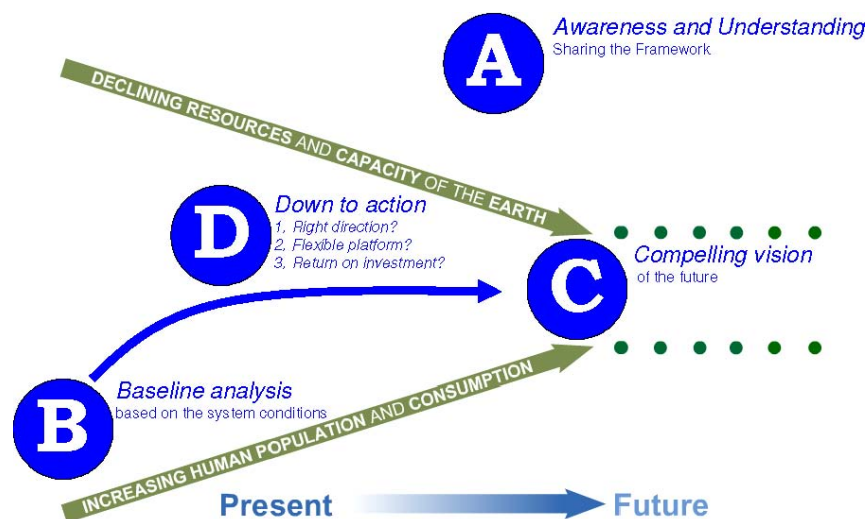 A
Awareness and Understanding
Sharing the Framework
DECLINING RESOURCES AND CAPACITY OF THE EARTH
D
Down to action
1, Right direction?
2, Flexible platform?
3, Return on investment?
C
Compelling vision
of the future
B
Baseline analysis
based on the system conditions
INCREASING HUMAN POPULATION AND CONSUMPTION
Present
Future